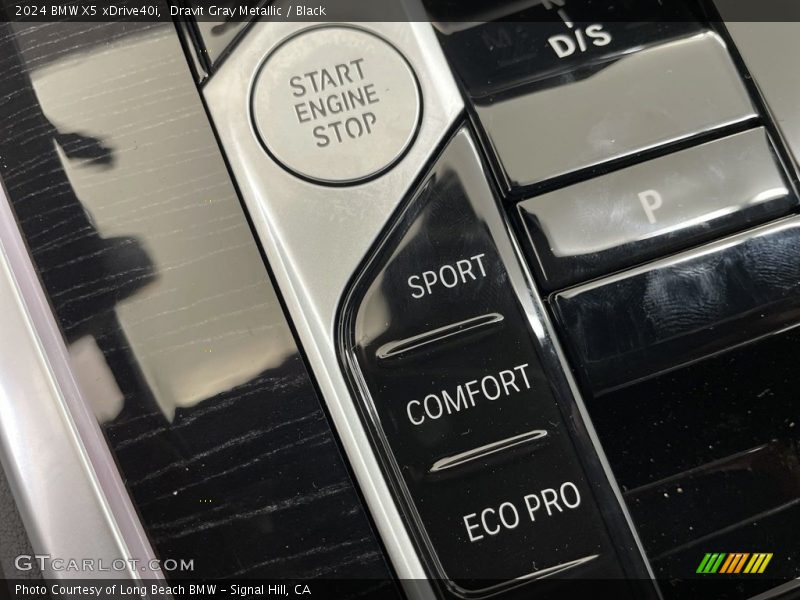 2024 BMW X5 xDrive40i, Dravit Gray Metallic / Black
START
ENGINE
STOP
D/S
P
SPORT
COMFORT
ECO PRO
GTCARLOT.COM
Photo Courtesy of Long Beach BMW – Signal Hill, CA